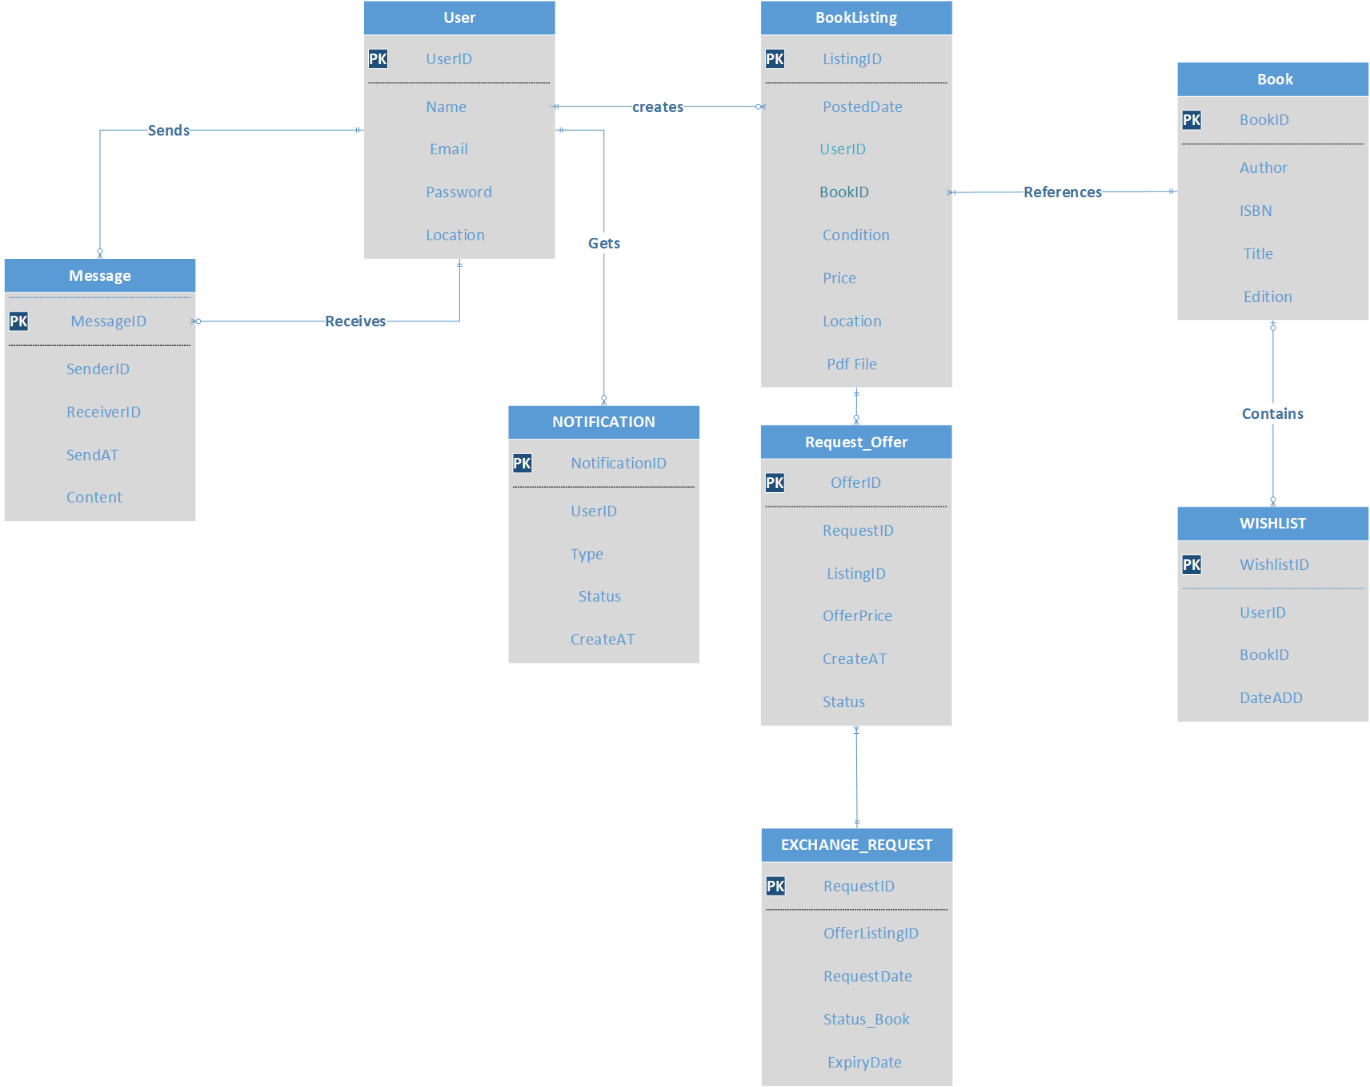 User
PK UserID
Name
Email
Password
Location
BookListing
PK ListingID
PostedDate
UserID
BookID
Condition
Price
Location
Pdf File
Book
PK BookID
Author
ISBN
Title
Edition
creates
Sends
Gets
References
Receives
Contains
Message
PK MessageID
SenderID
ReceiverID
SendAT
Content
NOTIFICATION
PK NotificationID
UserID
Type
Status
CreateAT
Request_Offer
PK OfferID
RequestID
ListingID
OfferPrice
CreateAT
Status
WISHLIST
PK WishlistID
UserID
BookID
DateADD
EXCHANGE_REQUEST
PK RequestID
OfferListingID
RequestDate
Status_Book
ExpiryDate